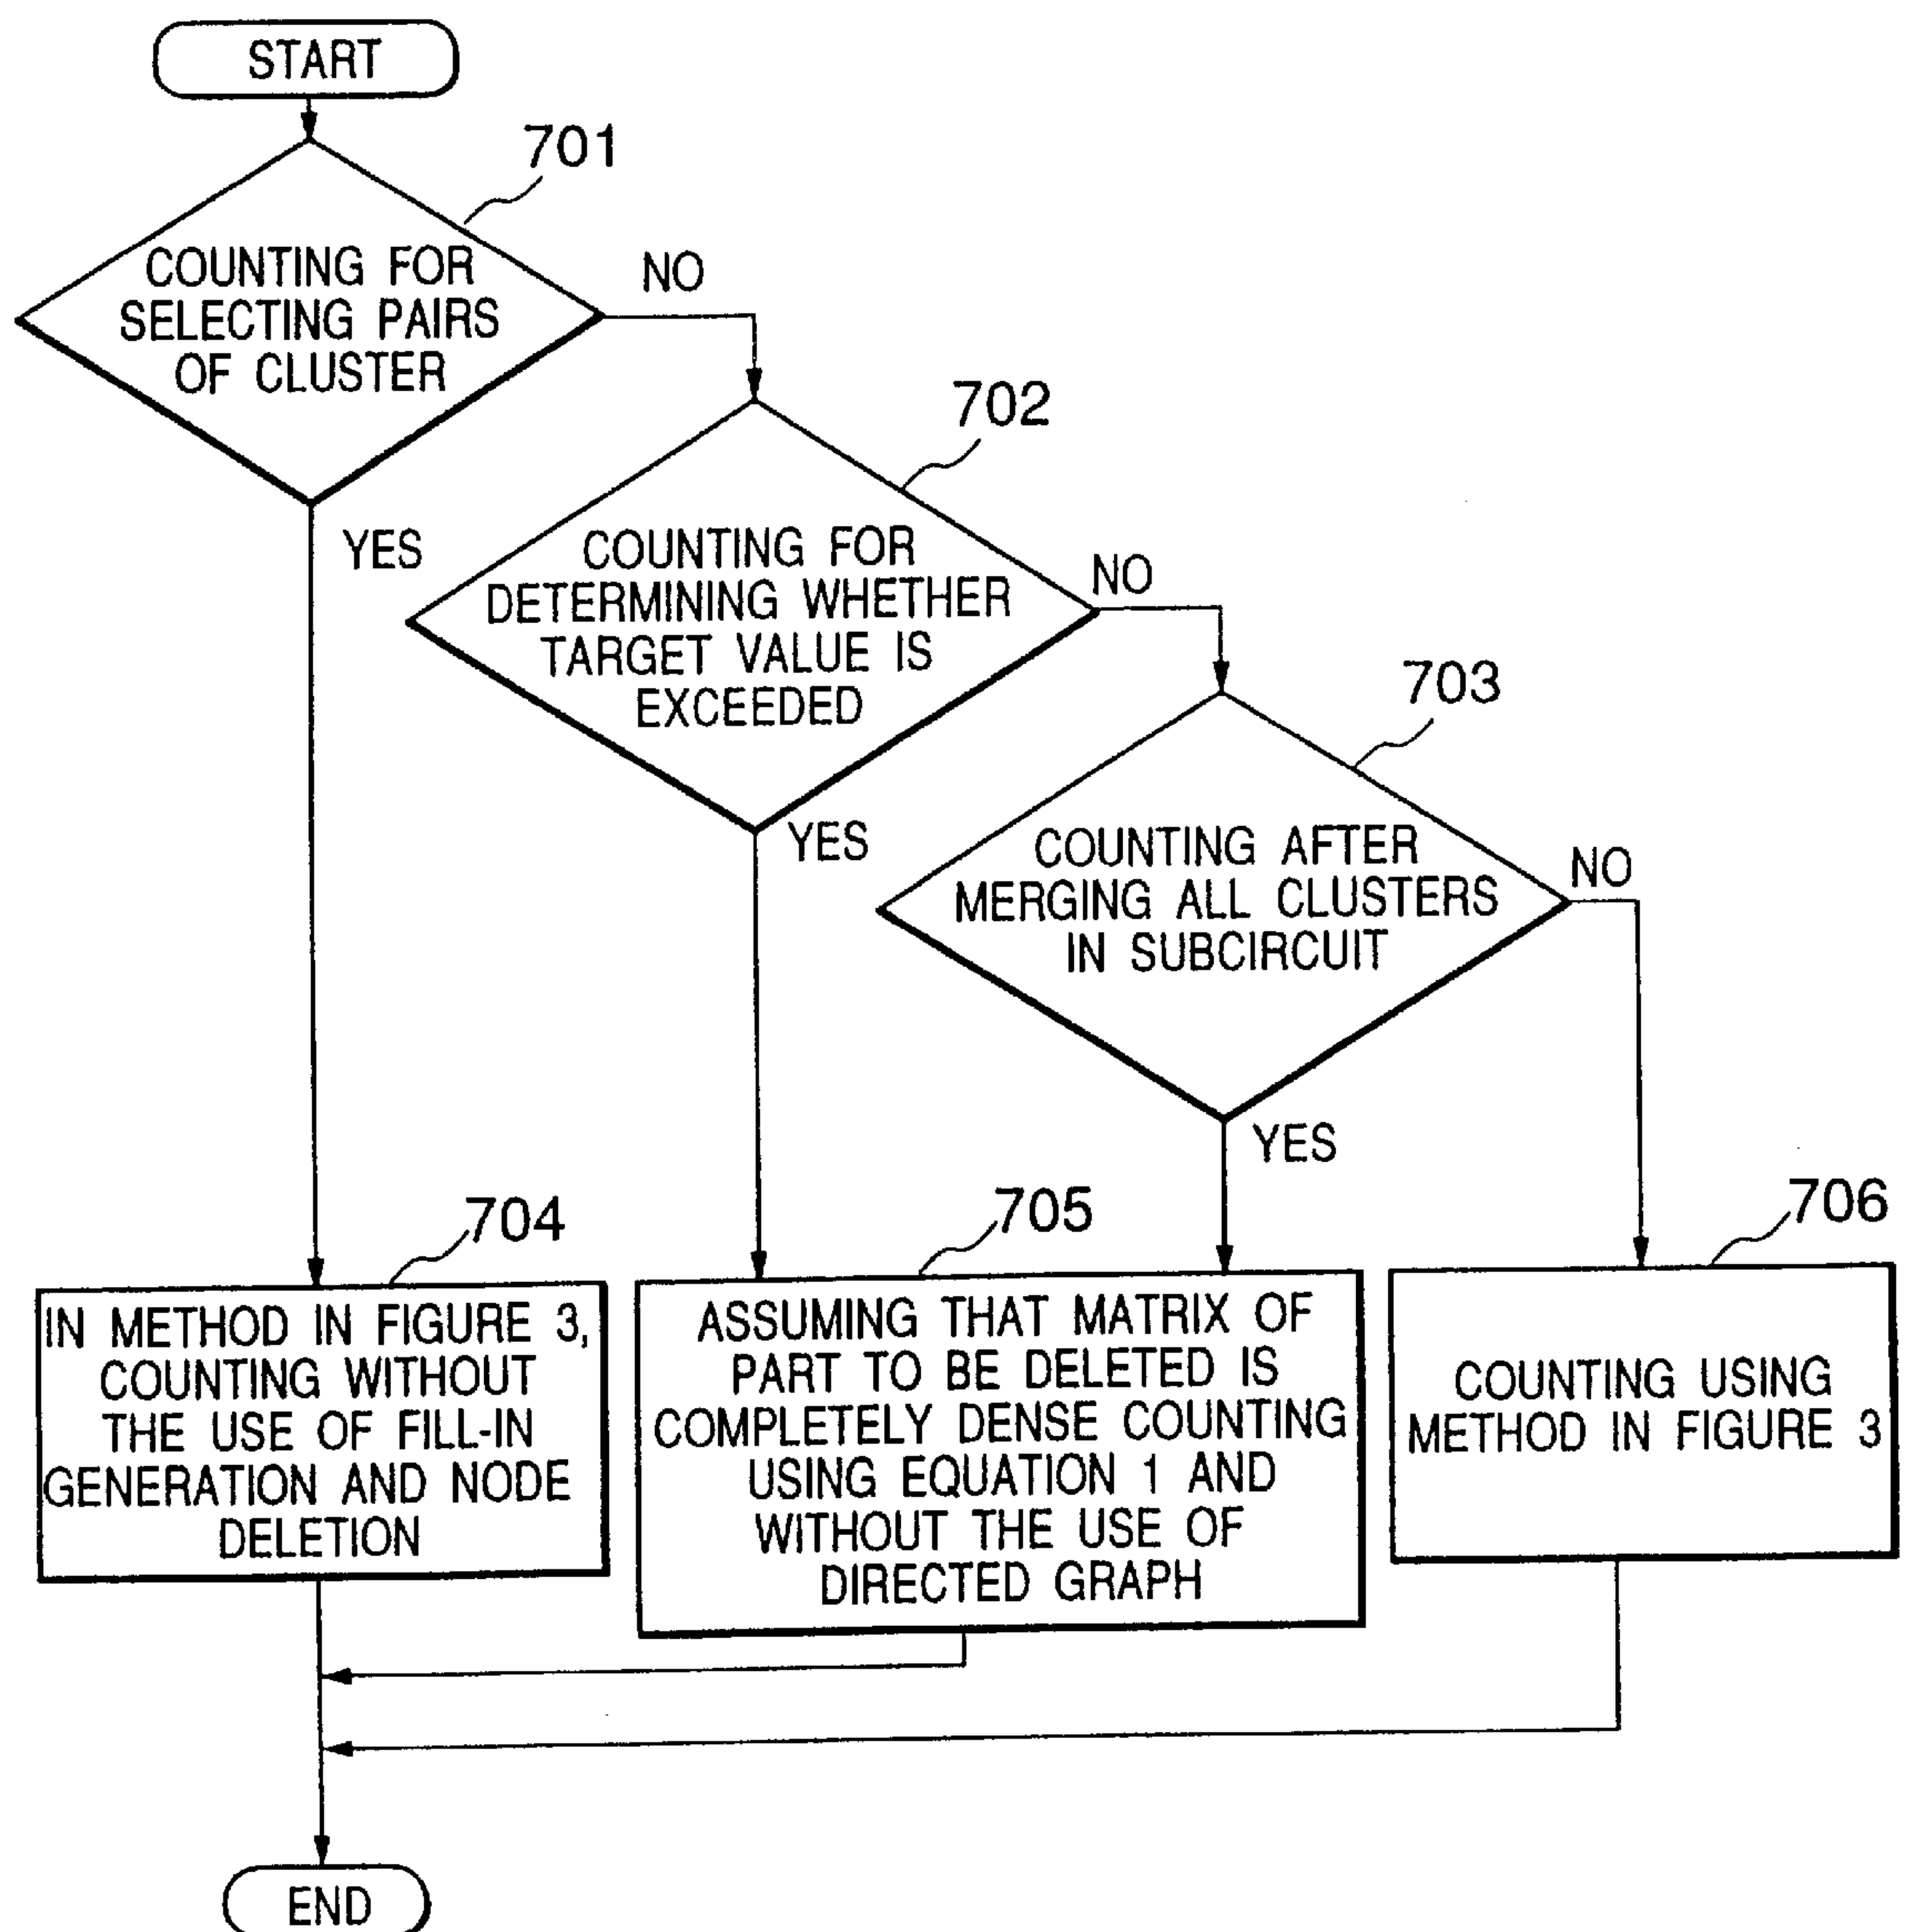 START
701
COUNTING FOR
SELECTING PAIRS
OF CLUSTER
NO
YES
702
COUNTING FOR
DETERMINING WHETHER
TARGET VALUE IS
EXCEEDED
NO
YES
703
COUNTING AFTER
MERGING ALL CLUSTERS
IN SUBCIRCUIT
NO
YES
704
IN METHOD IN FIGURE 3,
COUNTING WITHOUT
THE USE OF FILL-IN
GENERATION AND NODE
DELETION
705
ASSUMING THAT MATRIX OF
PART TO BE DELETED IS
COMPLETELY DENSE COUNTING
USING EQUATION 1 AND
WITHOUT THE USE OF
DIRECTED GRAPH
706
COUNTING USING
METHOD IN FIGURE 3
END